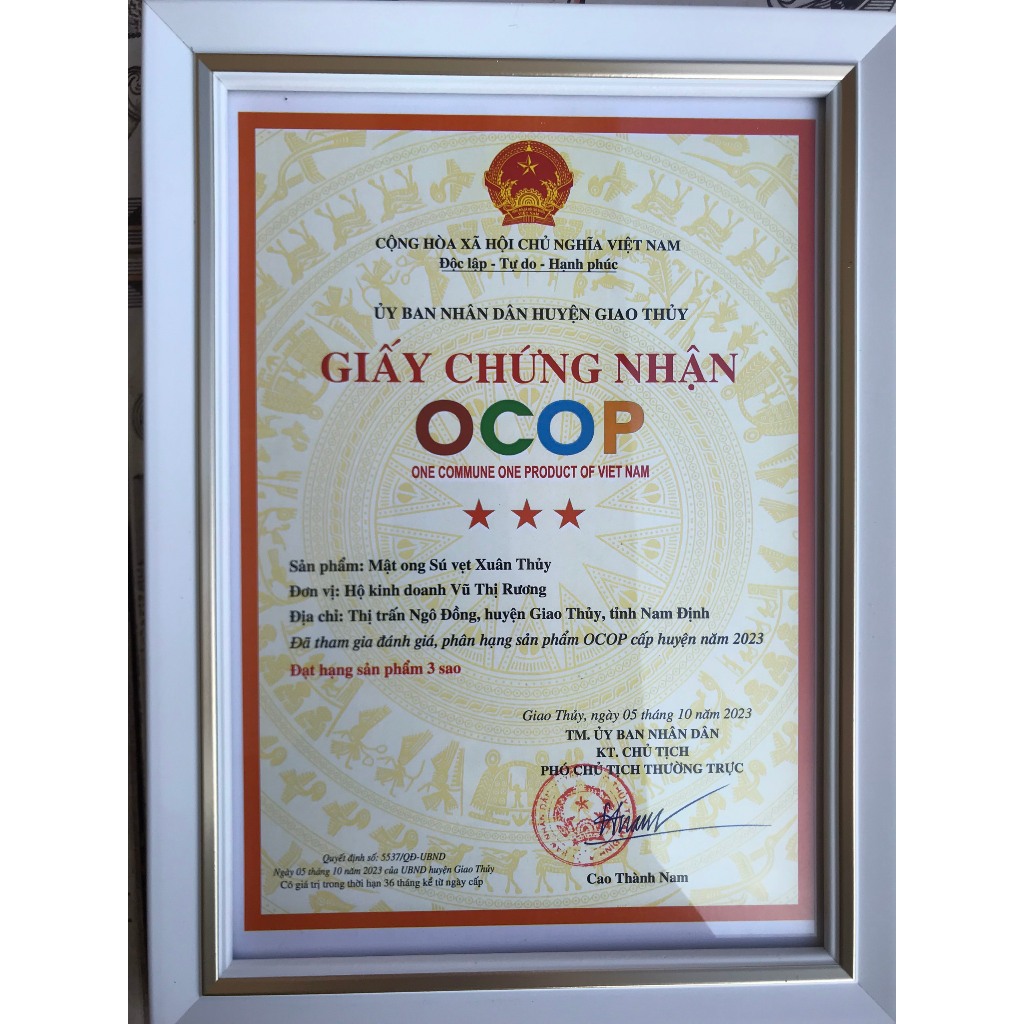 CỘNG HÒA XÃ HỘI CHỦ NGHĨA VIỆT NAM
Độc lập - Tự do - Hạnh phúc
ỦY BAN NHÂN DÂN HUYỆN GIAO THỦY
GIẤY CHỨNG NHẬN
OCOP
ONE COMMUNE ONE PRODUCT OF VIET NAM
Sản phẩm: Mật ong Sú vẹt Xuân Thủy
Đơn vị: Hộ kinh doanh Vũ Thị Rương
Địa chỉ: Thị trấn Ngô Đồng, huyện Giao Thủy, tỉnh Nam Định
Đã tham gia đánh giá, phân hạng sản phẩm OCOP cấp huyện năm 2023
Đạt hạng sản phẩm 3 sao
Giao Thủy, ngày 05 tháng 10 năm 2023
TM. ỦY BAN NHÂN DÂN
KT. CHỦ TỊCH
PHÓ CHỦ TỊCH THƯỜNG TRỰC
Cao Thành Nam
Quyết định số: 5537/QĐ-UBND
Ngày 05 tháng 10 năm 2023 của UBND huyện Giao Thủy
Có giá trị trong thời hạn 36 tháng kể từ ngày cấp